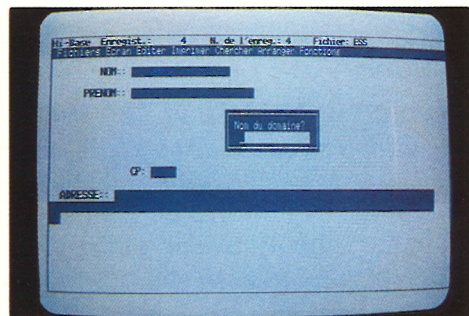 Hi-Base Enregist.: 4 N. de l'enreg.: 4 Fichier: ESS
Fichiers Ecran Editer Imprimer Chercher Arranger Fonctions
NOM::
PRENOM::
Nom du domaine?
CP:
ADRESSE::